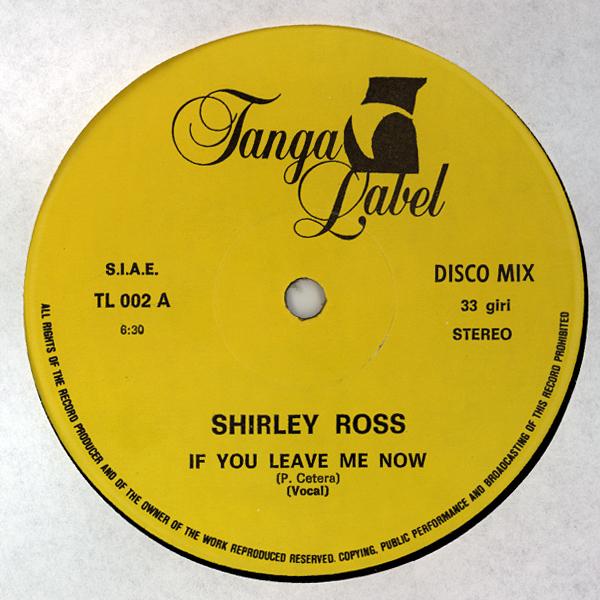 Tanga
Label
S.I.A.E.
TL 002 A
6:30
DISCO MIX
33 giri
STEREO
SHIRLEY ROSS
IF YOU LEAVE ME NOW
(P. Cetera)
(Vocal)
ALL RIGHTS OF THE RECORD PRODUCER AND OF THE OWNER OF THE WORK REPRODUCED RESERVED. COPYING, PUBLIC PERFORMANCE AND BROADCASTING OF THIS RECORD PROHIBITED